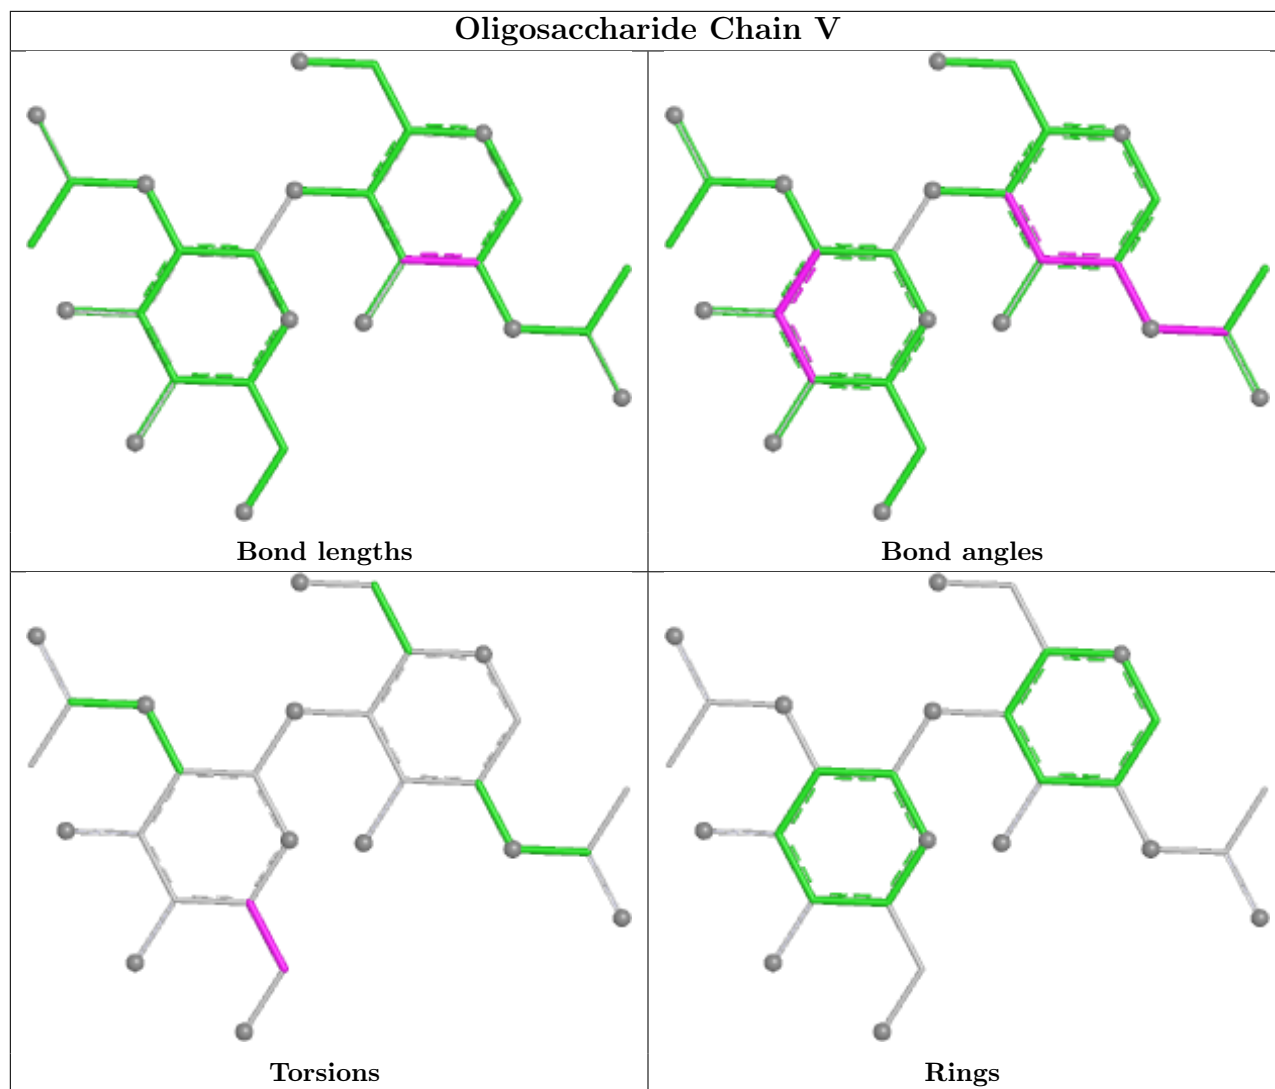 Oligosaccharide Chain V
Bond lengths
Bond angles
Torsions
Rings